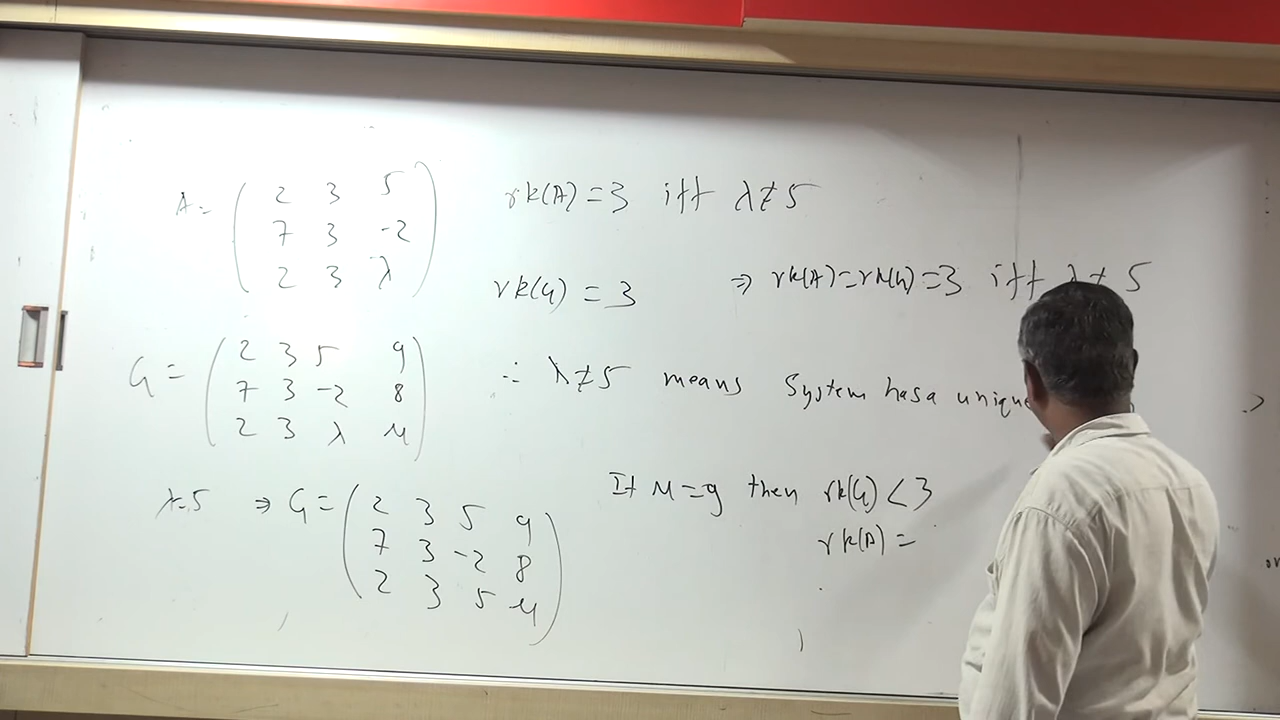 A = ( 2 3 5
7 3 -2
2 3 λ )
rk(A) = 3 iff λ ≠ 5
rk(G) = 3 ⇒ rk(A) = rk(G) = 3 iff λ ≠ 5
G = ( 2 3 5 9
7 3 -2 8
2 3 λ μ )
∴ λ ≠ 5 means System has a unique
λ = 5 ⇒ G = ( 2 3 5 9
7 3 -2 8
2 3 5 μ )
If μ = 9 then rk(G) < 3
rk(A) =